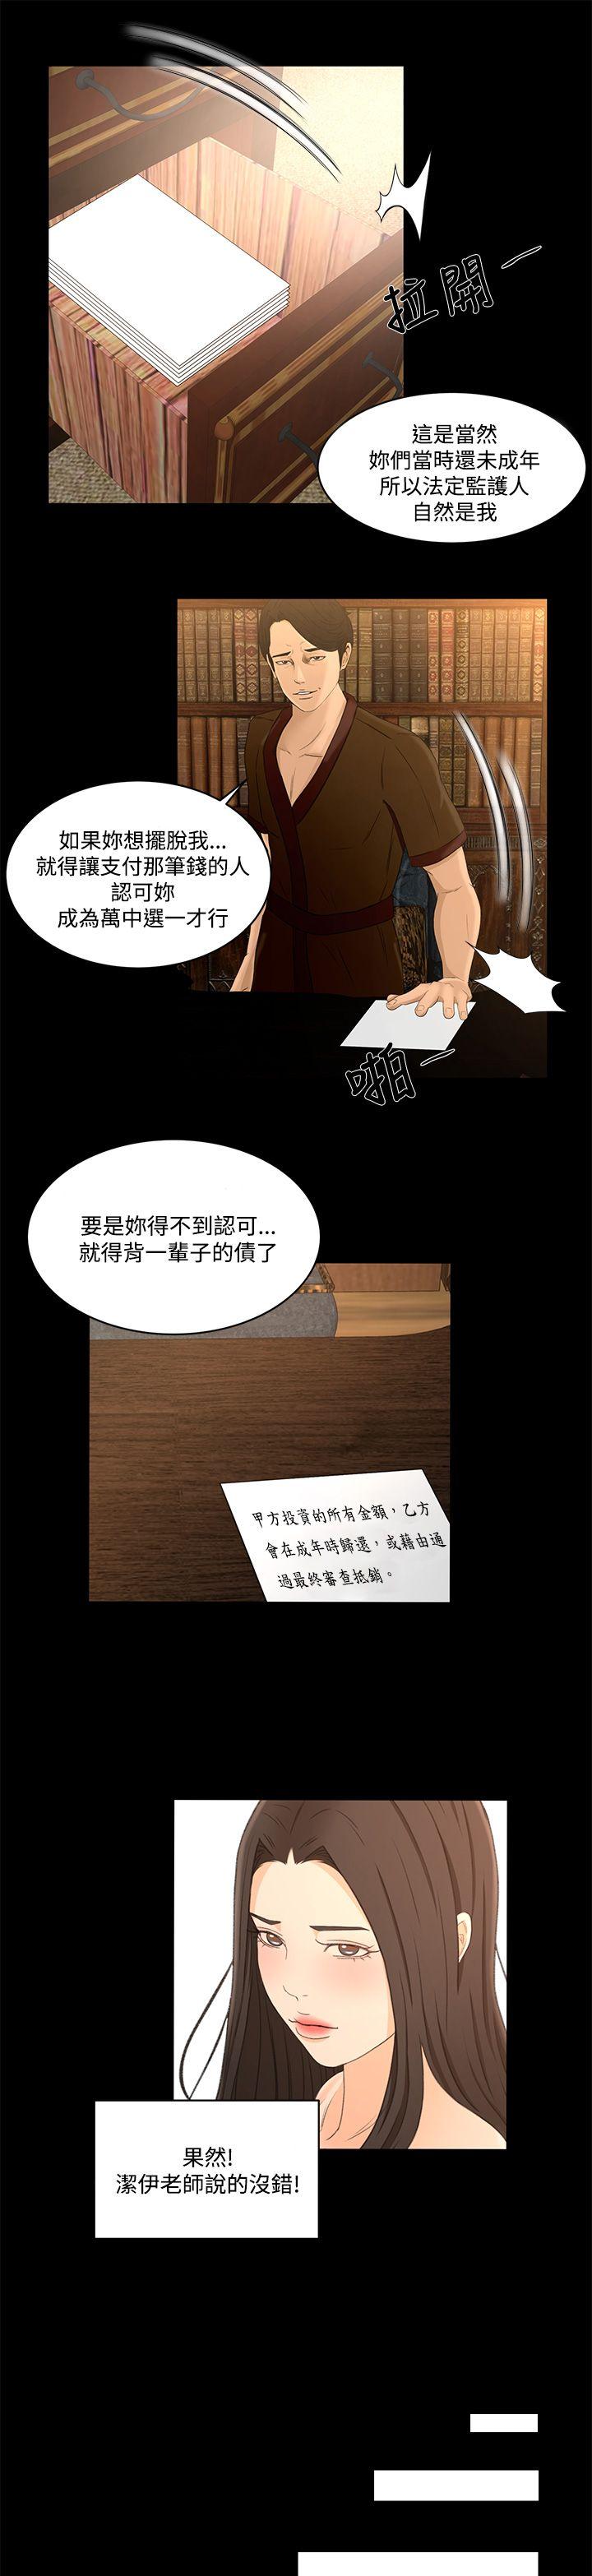 拉開一
這是當然
妳們當時還未成年
所以法定監護人
自然是我
如果妳想擺脫我...
就得讓支付那筆錢的人
認可妳
成為萬中選一才行
啪一
要是妳得不到認可...
就得背一輩子的債了
甲方投資的所有金額，乙方
會在成年時歸還，或藉由通
過最終審查抵銷。
果然!
潔伊老師說的沒錯!